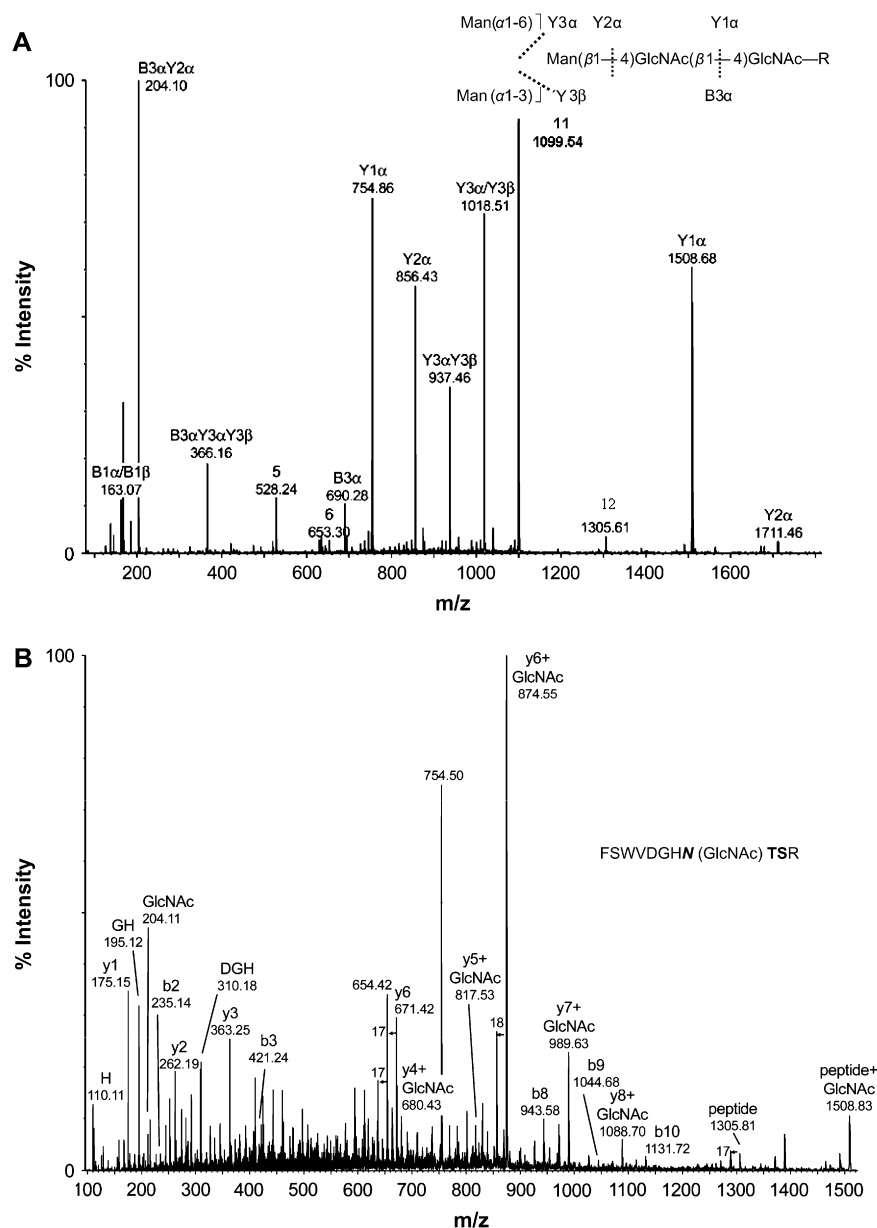 A
Man(α1-6) Y3α Y2α Y1α
Man(β1 4)GlcNAc(β1 4)GlcNAc—R
Man (α1-3) Y3β B3α
% Intensity
100
0
B3αY2α
204.10
11
1099.54
Y1α
754.86
Y3α/Y3β
1018.51
Y1α
1508.68
Y2α
856.43
Y3αY3β
937.46
B3αY3αY3β
366.16
B1α/B1β
163.07
5
528.24
B3α
690.28
6
653.30
12
1305.61
Y2α
1711.46
200 400 600 800 1000 1200 1400 1600
m/z
B
% Intensity
100
0
y6+
GlcNAc
874.55
754.50
FSWVDGHN (GlcNAc) TSR
GlcNAc
204.11
GH
195.12
y1
175.15
b2
235.14
DGH
310.18
y3
363.25
y2
262.19
b3
421.24
H
110.11
654.42
y6
671.42
17
17
y5+
GlcNAc
817.53
y4+
GlcNAc
680.43
18
y7+
GlcNAc
989.63
b8
943.58
b9
1044.68
y8+
GlcNAc
1088.70
b10
1131.72
peptide
1305.81
17
peptide+
GlcNAc
1508.83
100 200 300 400 500 600 700 800 900 1000 1100 1200 1300 1400 1500
m/z